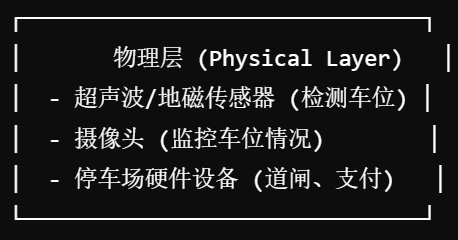 物理层 (Physical Layer)
- 超声波/地磁传感器 (检测车位)
- 摄像头 (监控车位情况)
- 停车场硬件设备 (道闸、支付)